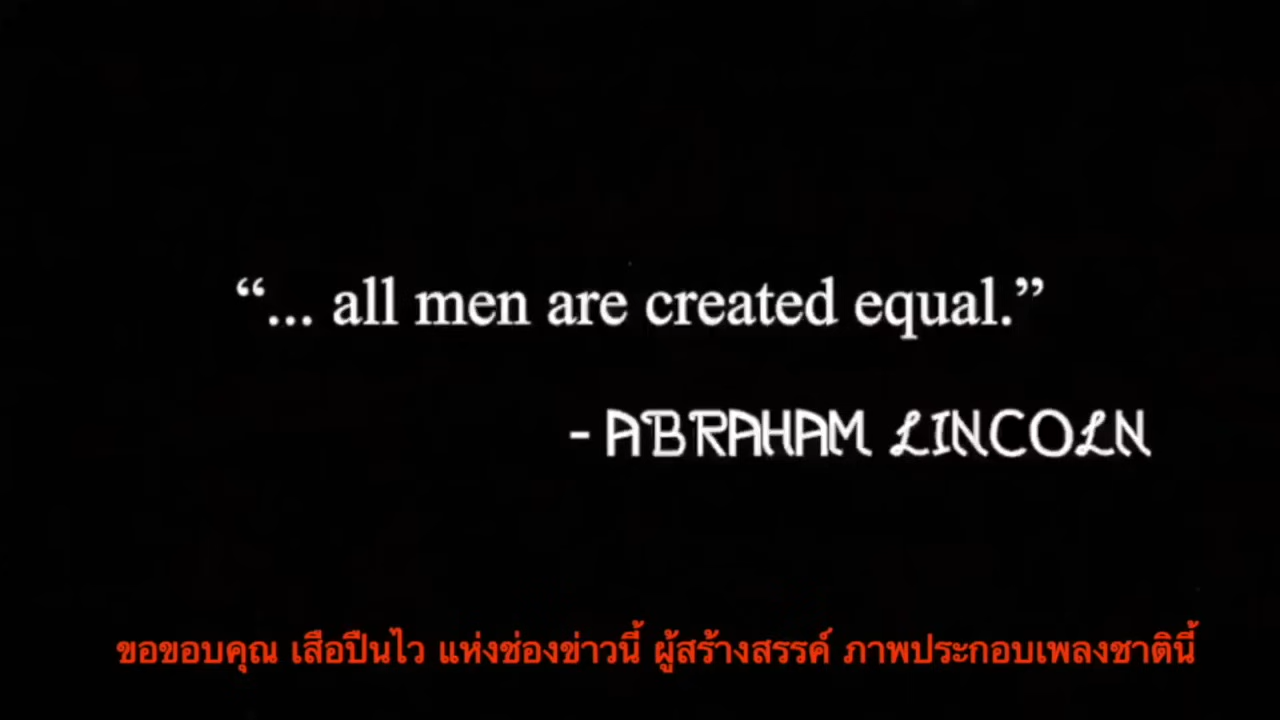 “... all men are created equal.”
- ABRAHAM LINCOLN
ขอขอบคุณ เสือปืนไว แห่งช่องข่าวนี้ ผู้สร้างสรรค์ ภาพประกอบเพลงชาตินี้